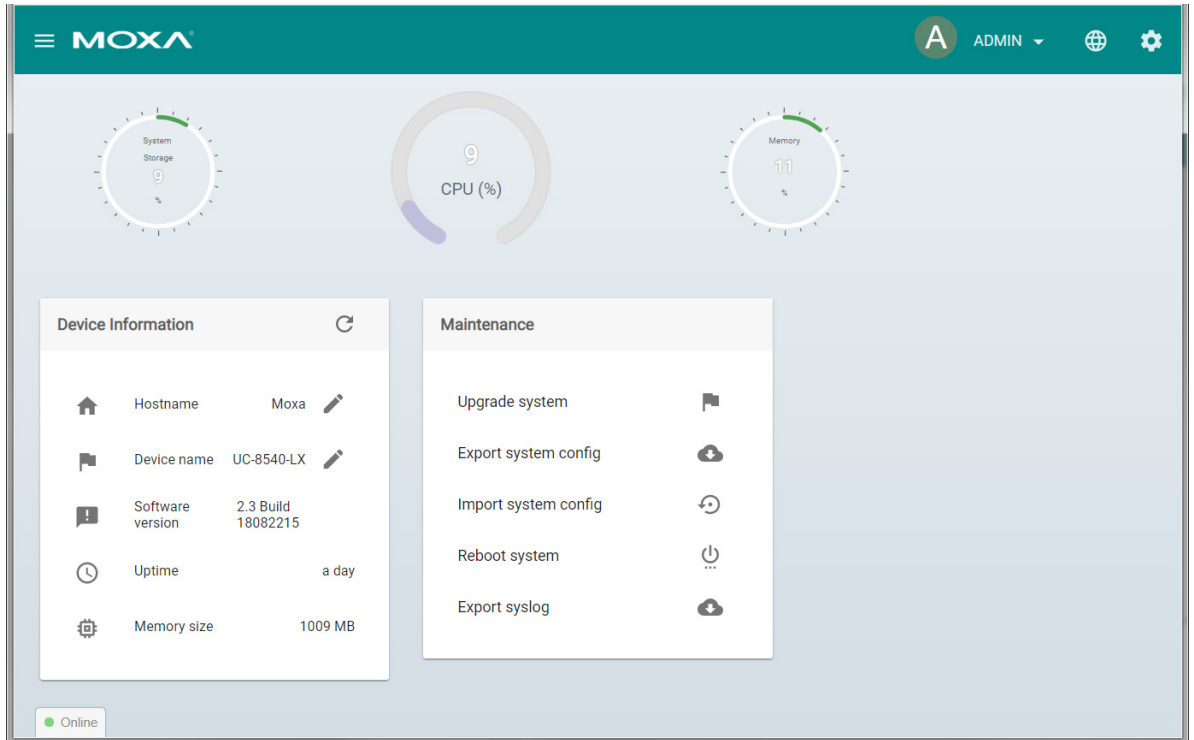 MOXA
A ADMIN
System
Storage
9
%
9
CPU (%)
Memory
11
%
Device Information
Hostname Moxa
Device name UC-8540-LX
Software version 2.3 Build 18082215
Uptime a day
Memory size 1009 MB
Maintenance
Upgrade system
Export system config
Import system config
Reboot system
Export syslog
Online